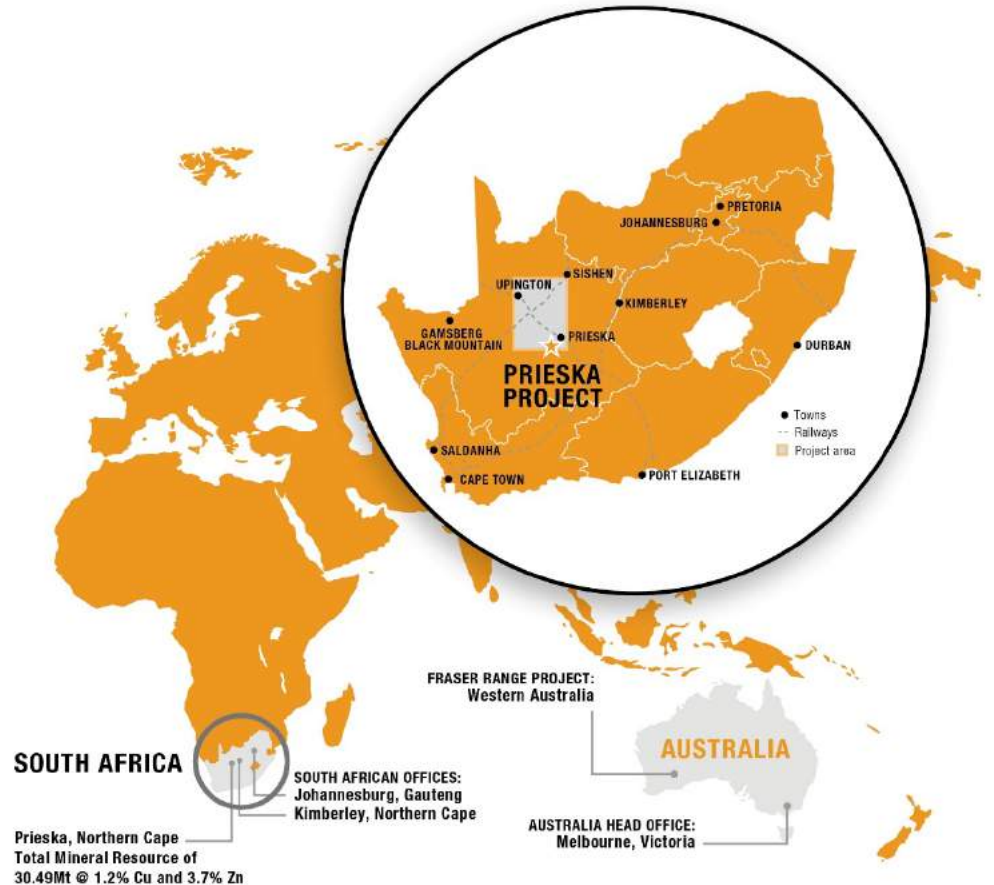 PRETORIA
JOHANNESBURG
SISHEN
UPINGTON
KIMBERLEY
GAMSBERG
BLACK MOUNTAIN
PRIESKA
DURBAN
PRIESKA
PROJECT
Towns
Railways
Project area
SALDANHA
CAPE TOWN
PORT ELIZABETH
FRASER RANGE PROJECT:
Western Australia
AUSTRALIA
SOUTH AFRICA
SOUTH AFRICAN OFFICES:
Johannesburg, Gauteng
Kimberley, Northern Cape
AUSTRALIA HEAD OFFICE:
Melbourne, Victoria
Prieska, Northern Cape
Total Mineral Resource of
30.49Mt @ 1.2% Cu and 3.7% Zn